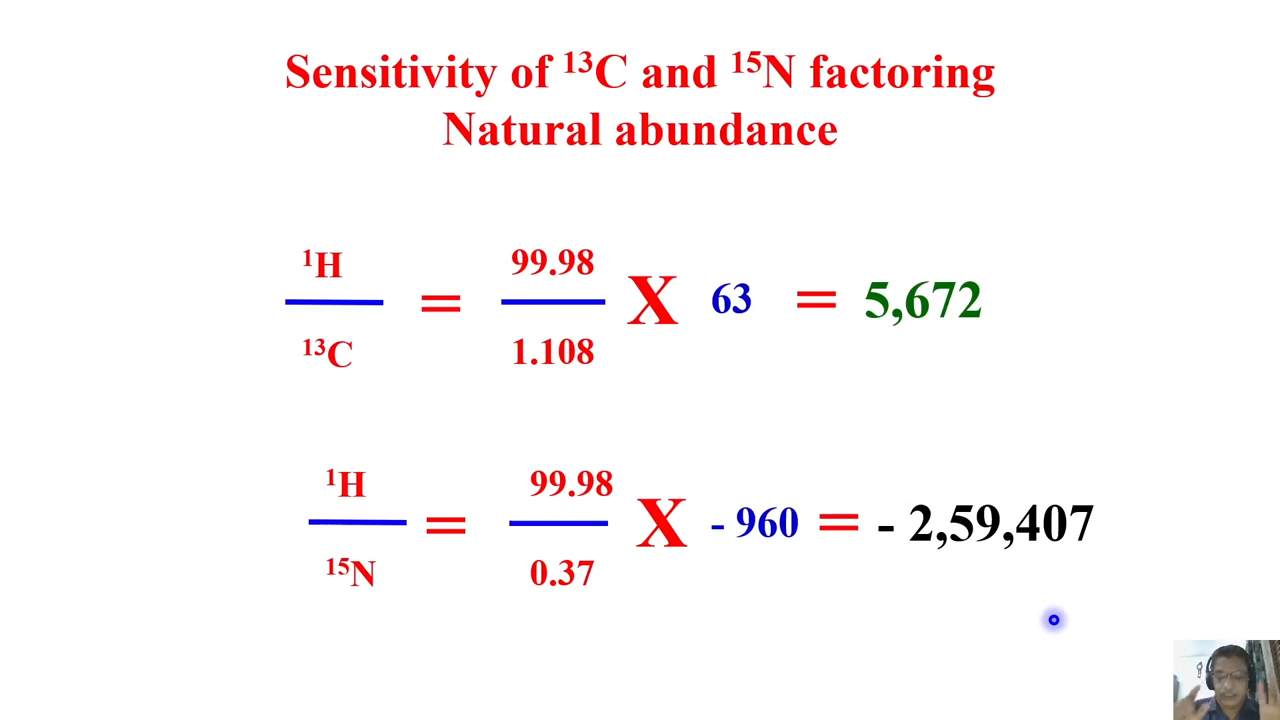 Sensitivity of ¹³C and ¹⁵N factoring
Natural abundance
¹H
¹³C
=
99.98
1.108
X
63
=
5,672
¹H
¹⁵N
=
99.98
0.37
X
- 960
=
- 2,59,407